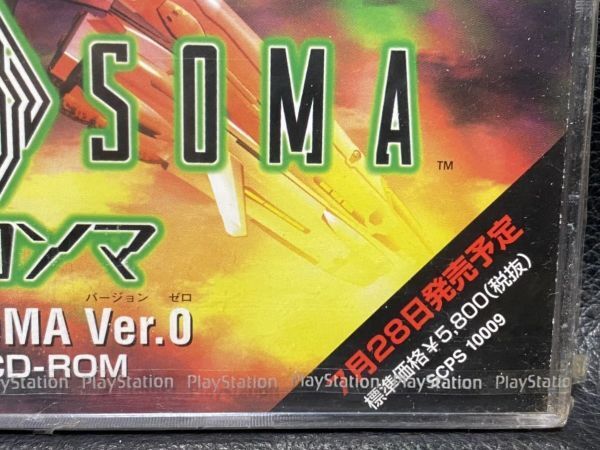 SOMA
TM
ソマ
バージョン ゼロ
MA Ver.0
CD-ROM
7月28日発売予定
標準価格¥5,800(税抜)
SCPS 10009
PlayStation PlayStation PlayStation PlayStation PlayStation PlayStation